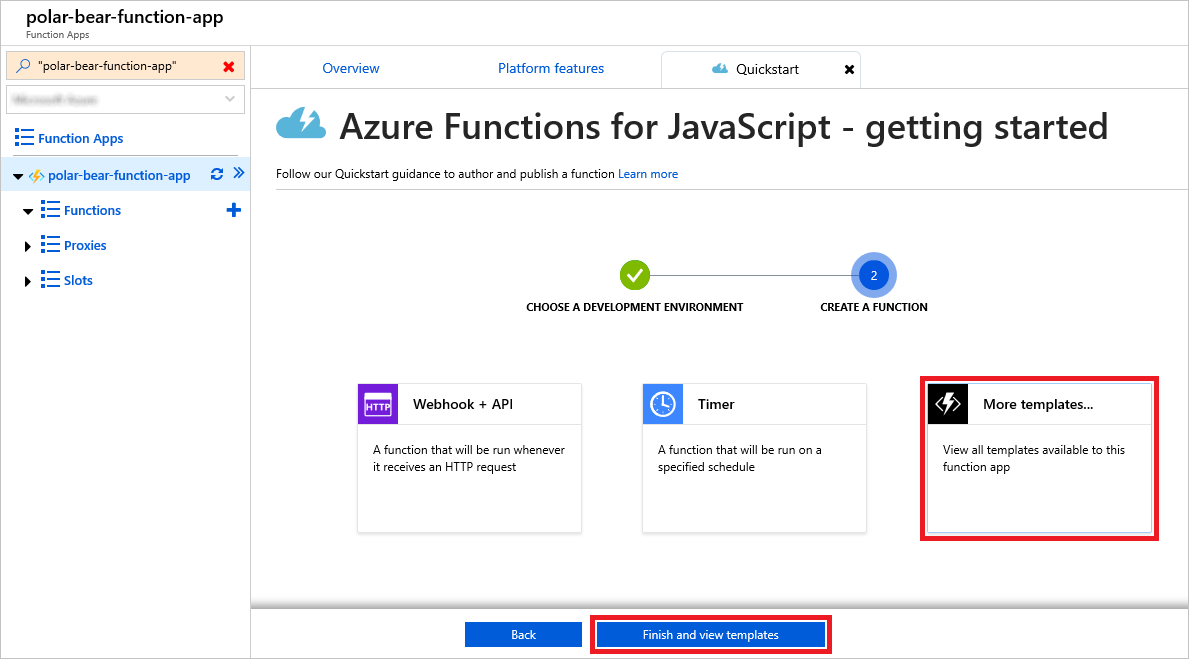 polar-bear-function-app
Function Apps
"polar-bear-function-app"
Overview
Platform features
Quickstart
Function Apps
polar-bear-function-app
Functions
Proxies
Slots
Azure Functions for JavaScript - getting started
Follow our Quickstart guidance to author and publish a function Learn more
2
CHOOSE A DEVELOPMENT ENVIRONMENT
CREATE A FUNCTION
HTTP
Webhook + API
A function that will be run whenever
it receives an HTTP request
Timer
A function that will be run on a
specified schedule
More templates...
View all templates available to this
function app
Back
Finish and view templates